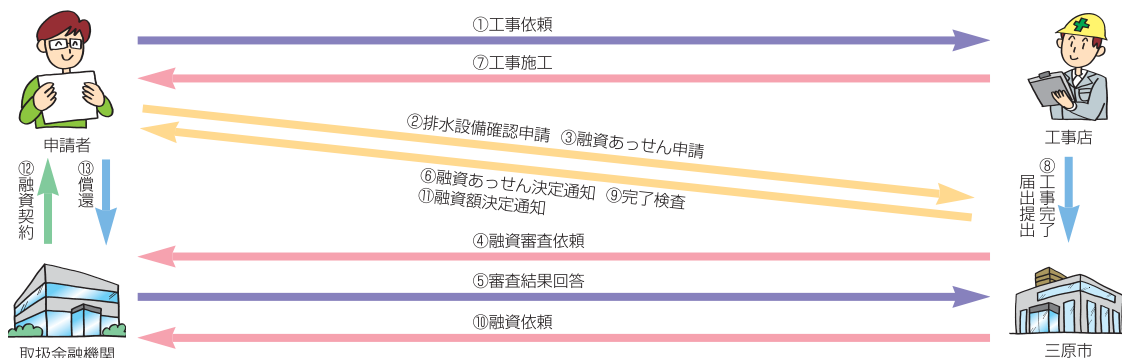 ①工事依頼
⑦工事施工
申請者
工事店
②排水設備確認申請 ③融資あっせん申請
⑥融資あっせん決定通知 ⑨完了検査
⑪融資額決定通知
⑫融資契約
⑬償還
⑧工事完了
届出提出
④融資審査依頼
⑤審査結果回答
⑩融資依頼
取扱金融機関
三原市